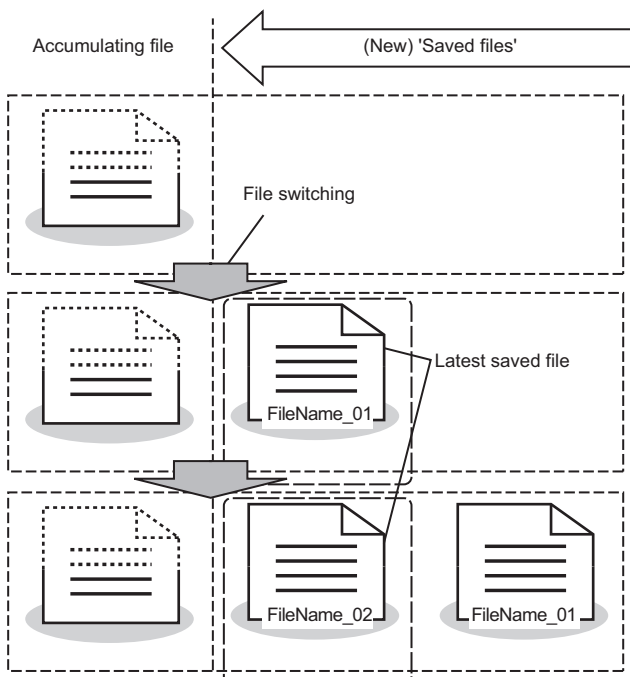 Accumulating file
(New) 'Saved files'
File switching
Latest saved file
FileName_01
FileName_02
FileName_01